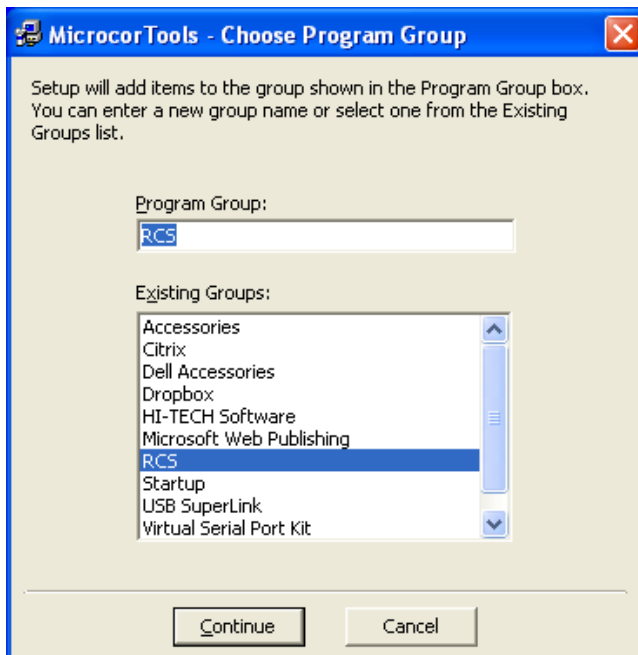 MicrocorTools - Choose Program Group
Setup will add items to the group shown in the Program Group box.
You can enter a new group name or select one from the Existing
Groups list.
Program Group:
RCS
Existing Groups:
Accessories
Citrix
Dell Accessories
Dropbox
HI-TECH Software
Microsoft Web Publishing
RCS
Startup
USB SuperLink
Virtual Serial Port Kit
Continue
Cancel